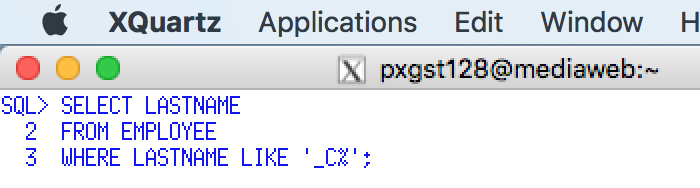 XQuartz Applications Edit Window H
pxgst128@mediaweb:~
SQL> SELECT LASTNAME
2 FROM EMPLOYEE
3 WHERE LASTNAME LIKE '_C%';